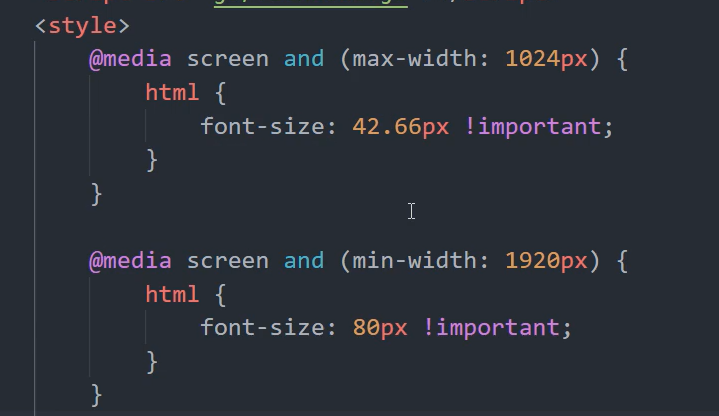 <style>
@media screen and (max-width: 1024px) {
html {
font-size: 42.66px !important;
}
}
@media screen and (min-width: 1920px) {
html {
font-size: 80px !important;
}
}